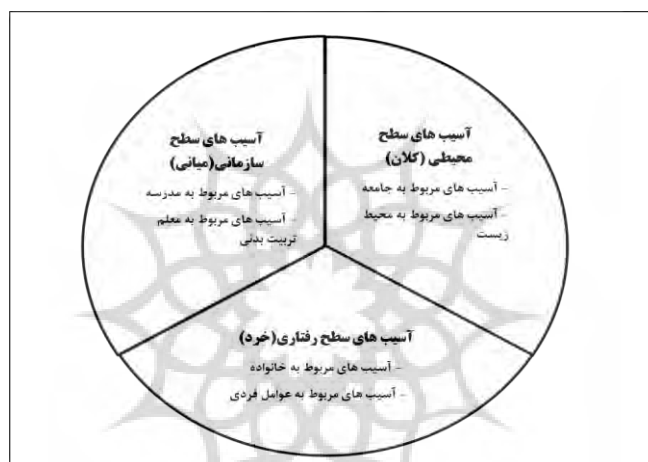 آسیب های سطح
محیطی (کلان)
- آسیب های مربوط به جامعه
- آسیب های مربوط به محیط
زیست
آسیب های سطح
سازمانی(میانی)
- آسیب های مربوط به مدرسه
- آسیب های مربوط به معلم
تربیت بدنی
آسیب های سطح رفتاری(خرد)
- آسیب های مربوط به خانواده
- آسیب های مربوط به عوامل فردی